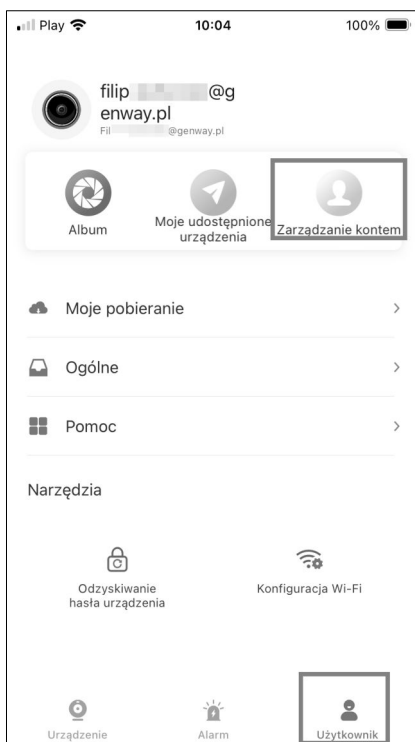 Play 10:04 100%
filip @g
enway.pl
Fil @genway.pl
Album
Moje udostępnione
urządzenia
Zarządzanie kontem
Moje pobieranie
Ogólne
Pomoc
Narzędzia
Odzyskiwanie
hasła urządzenia
Konfiguracja Wi-Fi
Urządzenie
Alarm
Użytkownik